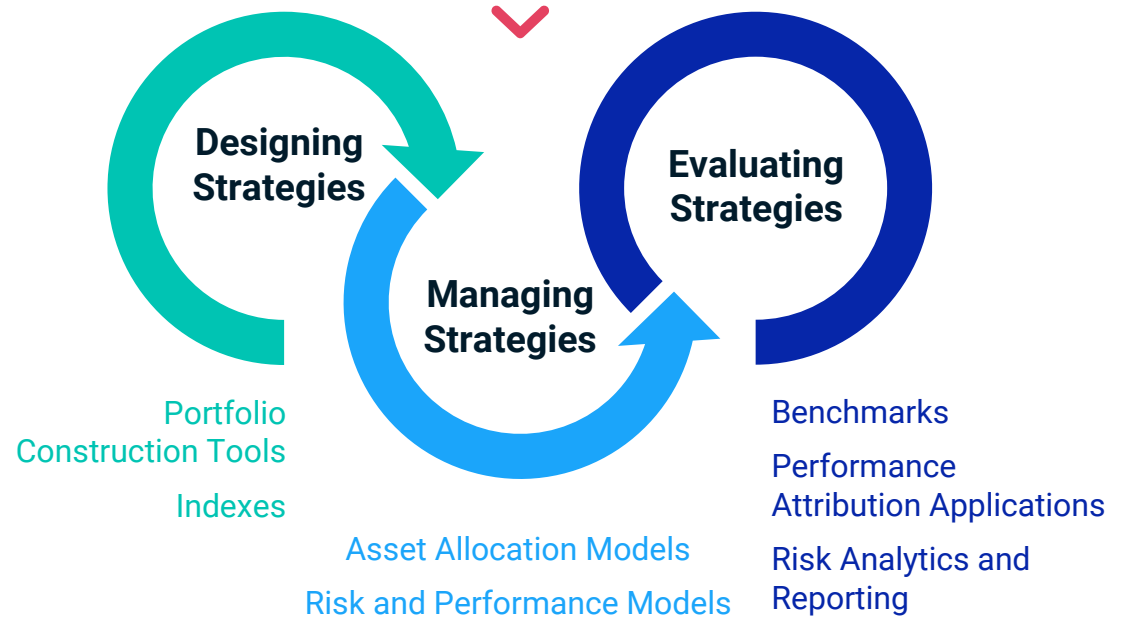 Designing
Strategies
Portfolio
Construction Tools
Indexes
Managing
Strategies
Asset Allocation Models
Risk and Performance Models
Evaluating
Strategies
Benchmarks
Performance
Attribution Applications
Risk Analytics and
Reporting